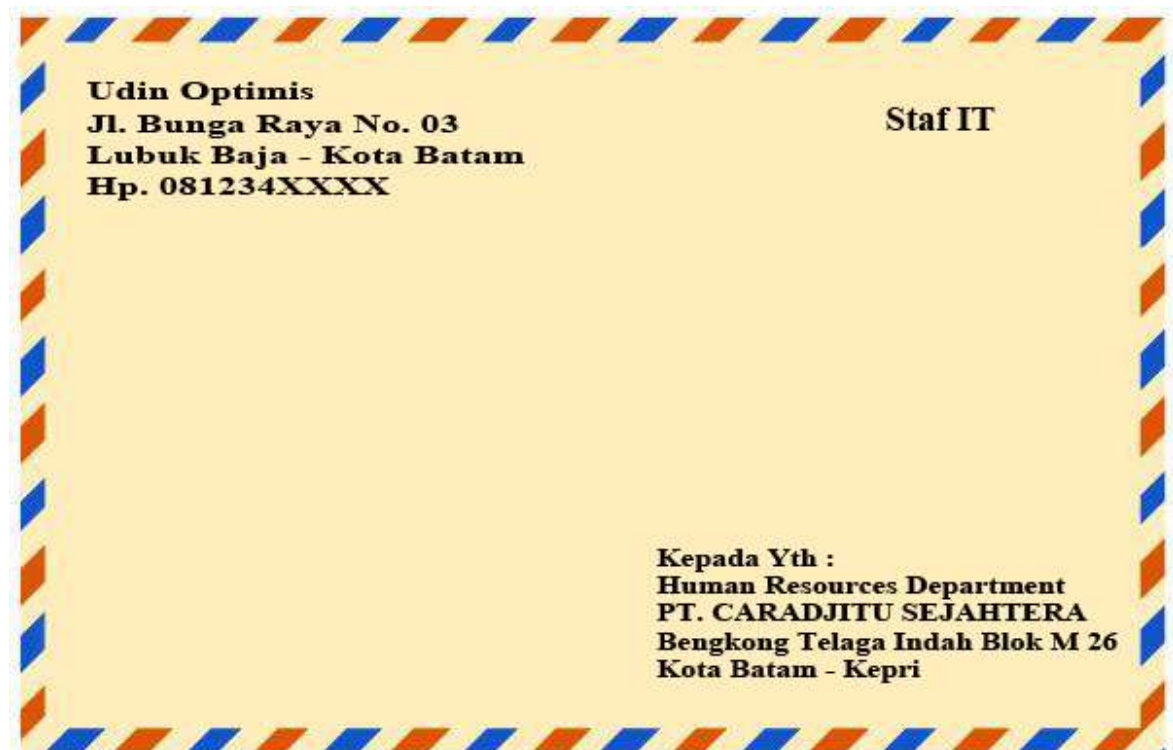 Udin Optimis
Jl. Bunga Raya No. 03
Lubuk Baja - Kota Batam
Hp. 081234XXXX
Staf IT
Kepada Yth :
Human Resources Department
PT. CARADJITU SEJAHTERA
Bengkong Telaga Indah Blok M 26
Kota Batam - Kepri